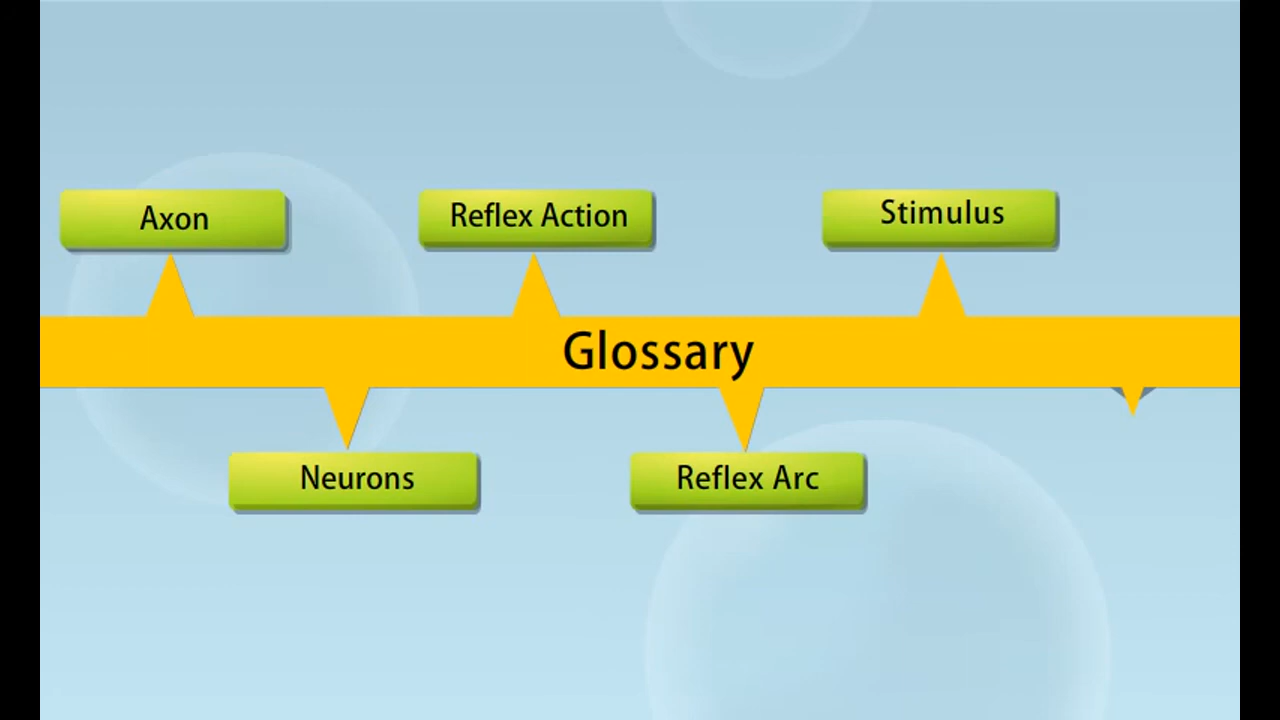 Axon
Reflex Action
Stimulus
Glossary
Neurons
Reflex Arc